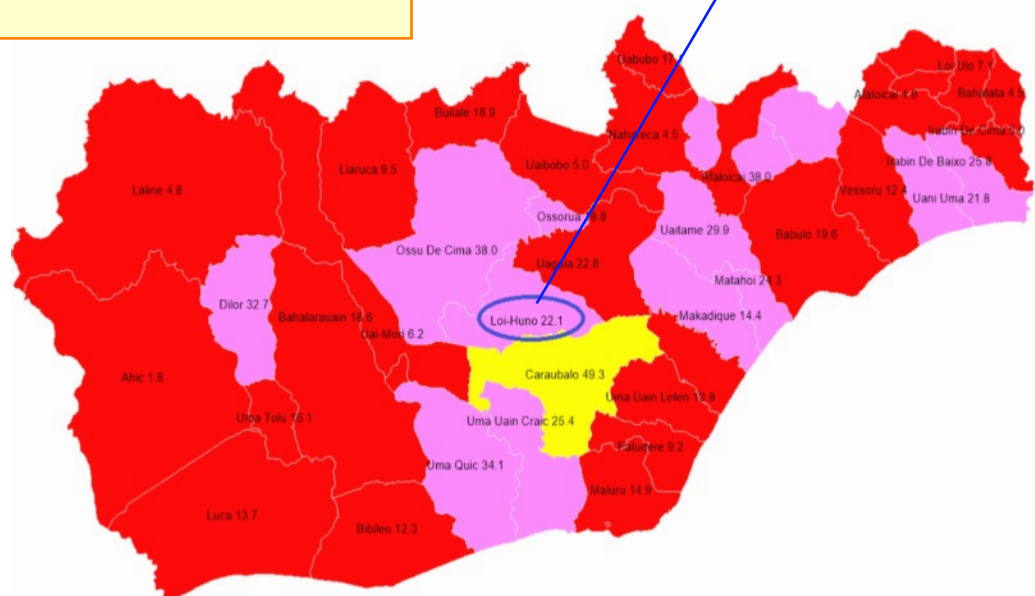 Uabubo 17.1
Loi Ulo 7.1
Afaloicai 4.9
Bahatata 4.5
Builale 18.9
Nahareca 4.5
Irabin De Cima 6.0
Liaruca 9.5
Uaibobo 5.0
Irabin De Baixo 25.8
Laline 4.8
Afaloicai 38.0
Vessoru 12.4
Uani Uma 21.8
Ossorua 18.8
Uaitame 29.9
Babulo 19.6
Ossu De Cima 38.0
Uaguia 22.8
Matahoi 24.3
Dilor 32.7
Bahalarauain 18.6
Loi-Huno 22.1
Makadique 14.4
Uai-Mori 6.2
Ahic 1.8
Caraubalo 49.3
Uma Uain Leten 13.8
Uma Tolu 16.1
Uma Uain Craic 25.4
Faludere 9.2
Uma Quic 34.1
Maluru 14.9
Luca 13.7
Bibileo 12.3